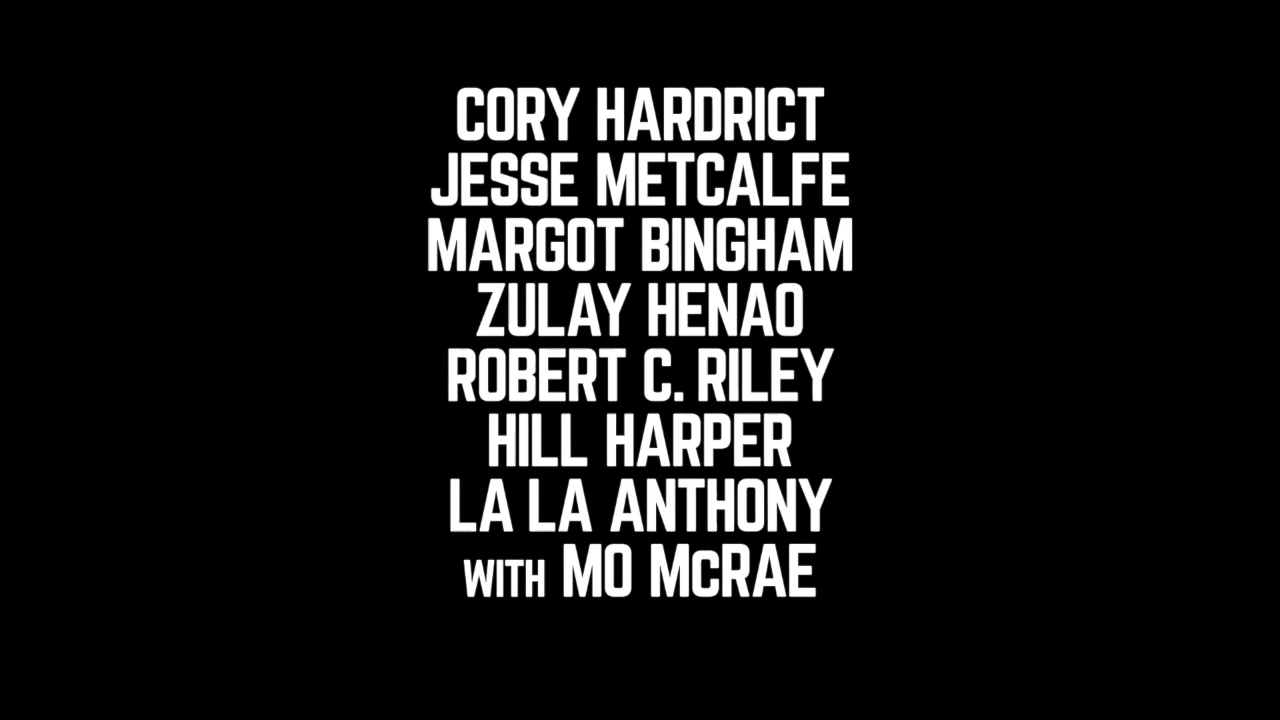 CORY HARDRICT
JESSE METCALFE
MARGOT BINGHAM
ZULAY HENAO
ROBERT C. RILEY
HILL HARPER
LA LA ANTHONY
WITH MO McRAE